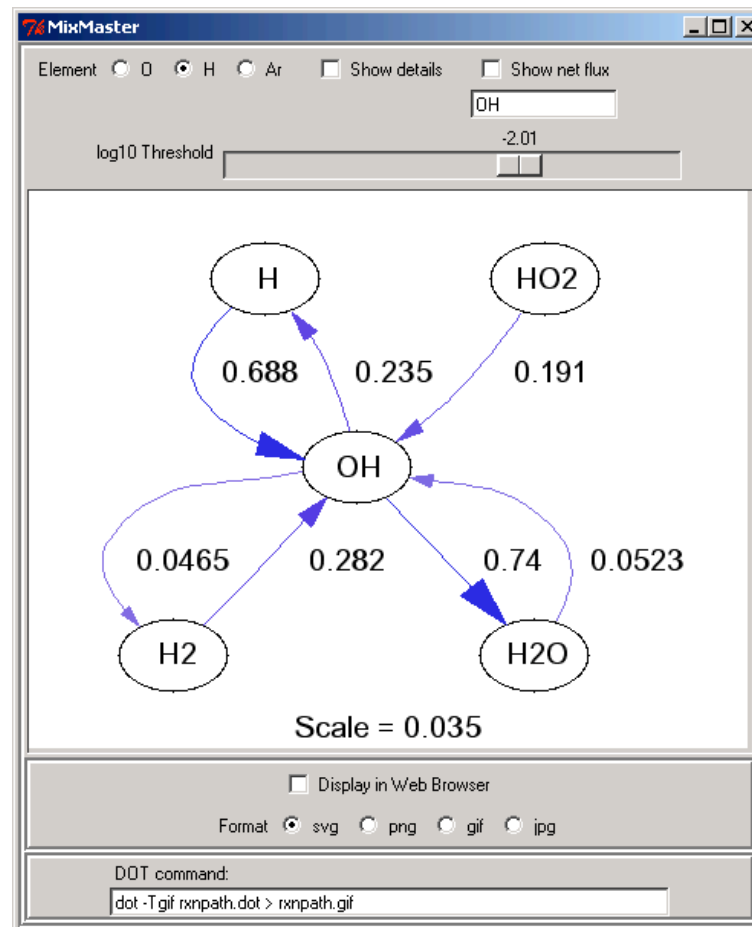 MixMaster
Element O H Ar Show details Show net flux
OH
-2.01
log10 Threshold
H HO2
0.688 0.235 0.191
OH
0.0465 0.282 0.74 0.0523
H2 H2O
Scale = 0.035
Display in Web Browser
Format svg png gif jpg
DOT command:
dot -Tgif rxnpath.dot > rxnpath.gif